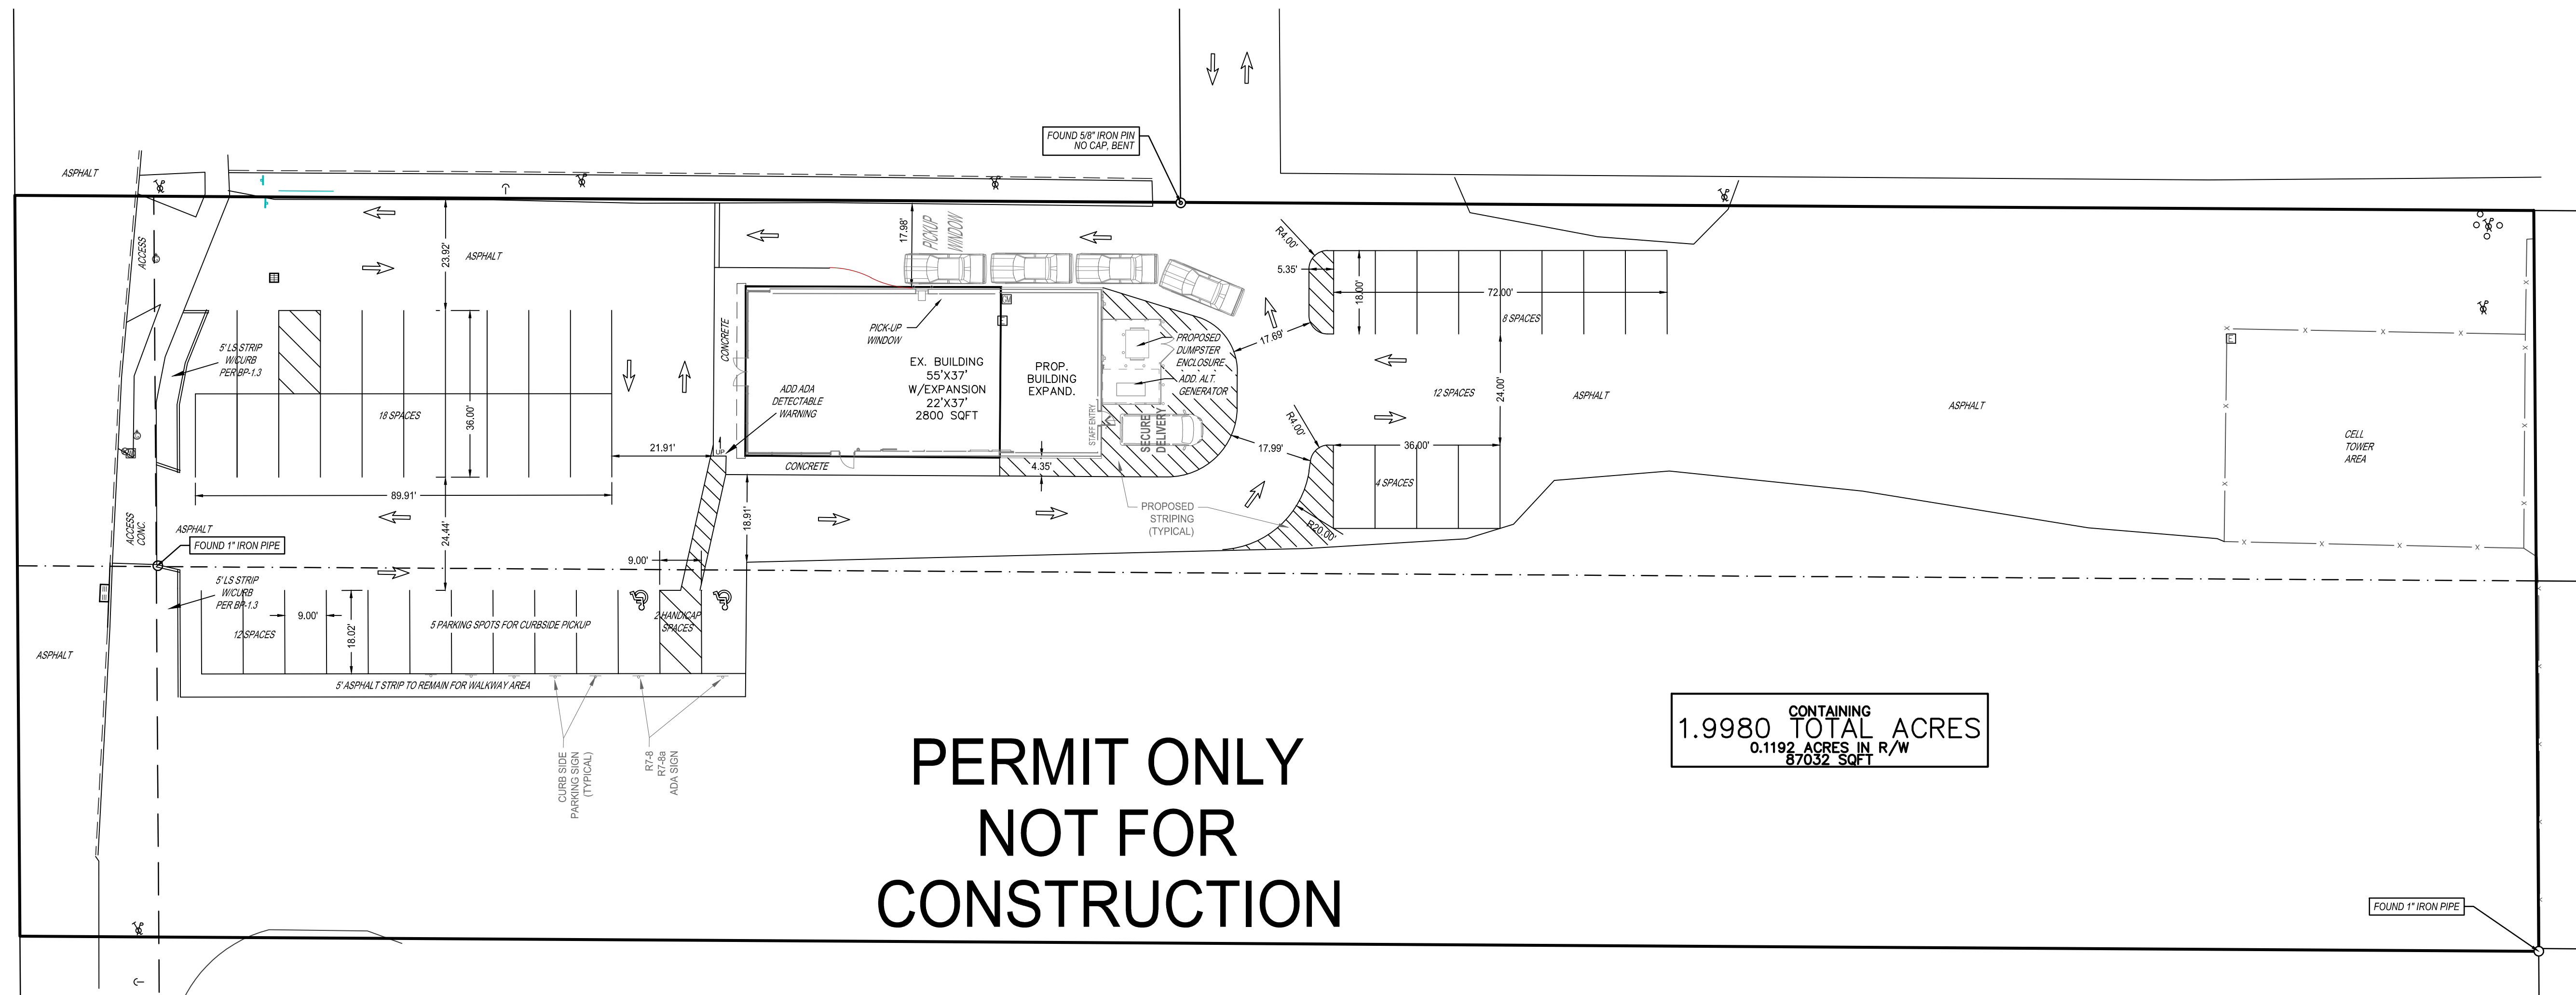 FOUND 5/8" IRON PIN
NO CAP, BENT
ASPHALT
ACCESS
23.92'
ASPHALT
17.98'
PICKUP
WINDOW
R4.00'
5.35'
18.00'
72.00'
8 SPACES
17.69'
5' LS STRIP
W/CURB
PER BP-1.3
CONCRETE
PICK-UP
WINDOW
EX. BUILDING
55'X37'
W/EXPANSION
22'X37'
2800 SQFT
PROP.
BUILDING
EXPAND.
PROPOSED
DUMPSTER
ENCLOSURE
ADD. ALT.
GENERATOR
ADD ADA
DETECTABLE
WARNING
STAFF ENTRY
SECURE
DELIVERY
12 SPACES
24.00'
ASPHALT
ASPHALT
CELL
TOWER
AREA
18 SPACES
36.00'
R4.00'
36.00'
21.91'
UP
CONCRETE
4.35'
17.99'
4 SPACES
89.91'
18.91'
PROPOSED
STRIPING
(TYPICAL)
R20.00'
ACCESS
CONC.
ASPHALT
FOUND 1" IRON PIPE
24.44'
9.00'
5' LS STRIP
W/CURB
PER BP-1.3
9.00'
12 SPACES
18.02'
5 PARKING SPOTS FOR CURBSIDE PICKUP
2 HANDICAP
SPACES
ASPHALT
5' ASPHALT STRIP TO REMAIN FOR WALKWAY AREA
CURB SIDE
PARKING SIGN
(TYPICAL)
R7-8
R7-8a
ADA SIGN
PERMIT ONLY
NOT FOR
CONSTRUCTION
CONTAINING
1.9980 TOTAL ACRES
0.1192 ACRES IN R/W
87032 SQFT
FOUND 1" IRON PIPE